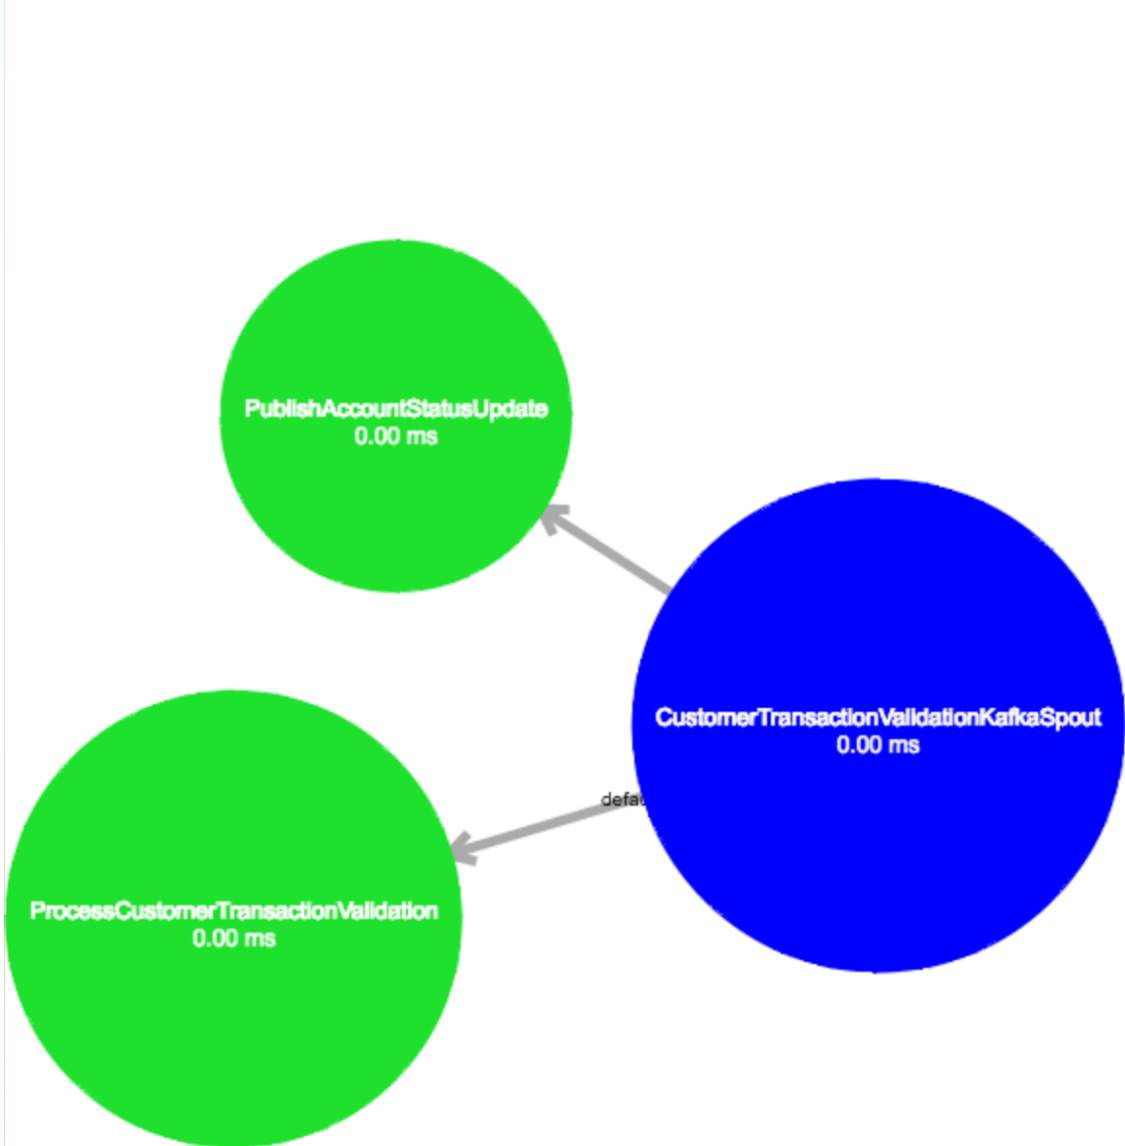 PublishAccountStatusUpdate
0.00 ms
CustomerTransactionValidationKafkaSpout
0.00 ms
ProcessCustomerTransactionValidation
0.00 ms